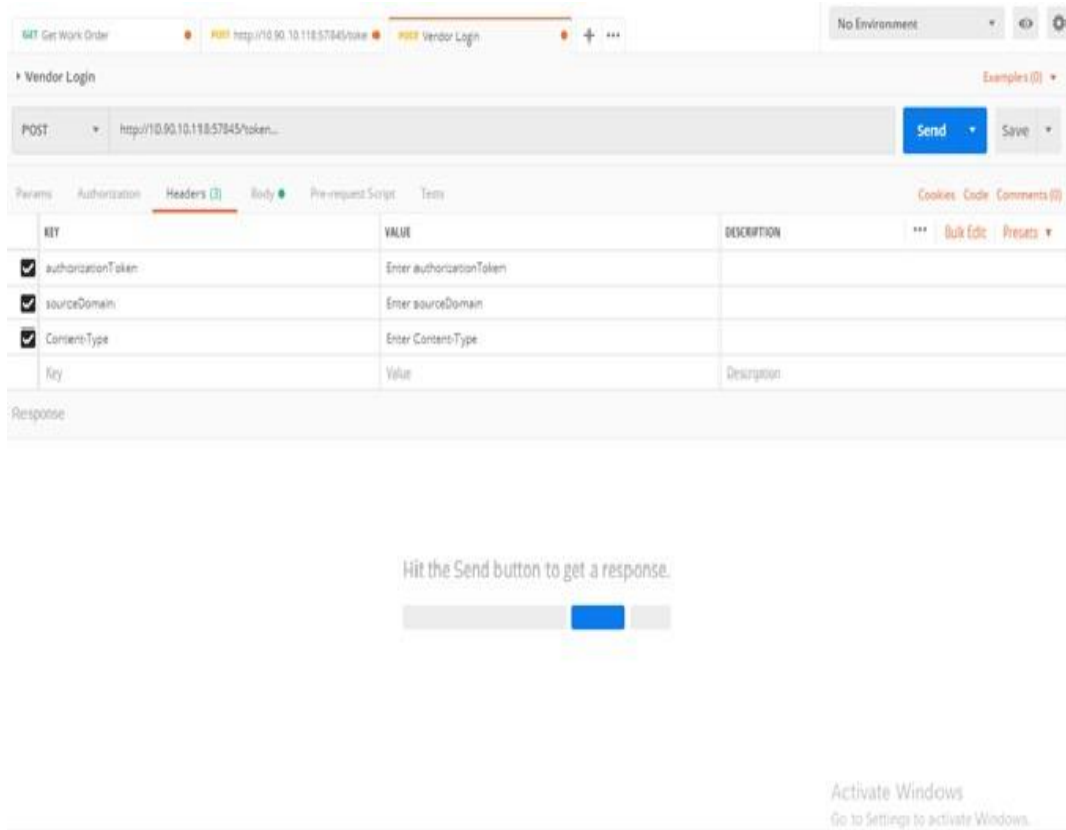 No Environment
GET Get Work Order POST http://10.90.10.118:57845/toke POST Vendor Login + ...
Vendor Login Examples (0)
POST http://10.90.10.118:57845/token... Send Save
Params Authorization Headers (3) Body Pre-request Script Tests Cookies Code Comments (0)
KEY VALUE DESCRIPTION ... Bulk Edit Presets
authorizationToken Enter authorizationToken
sourceDomain Enter sourceDomain
Content-Type Enter Content-Type
Key Value Description
Response
Hit the Send button to get a response.
Activate Windows
Go to Settings to activate Windows.